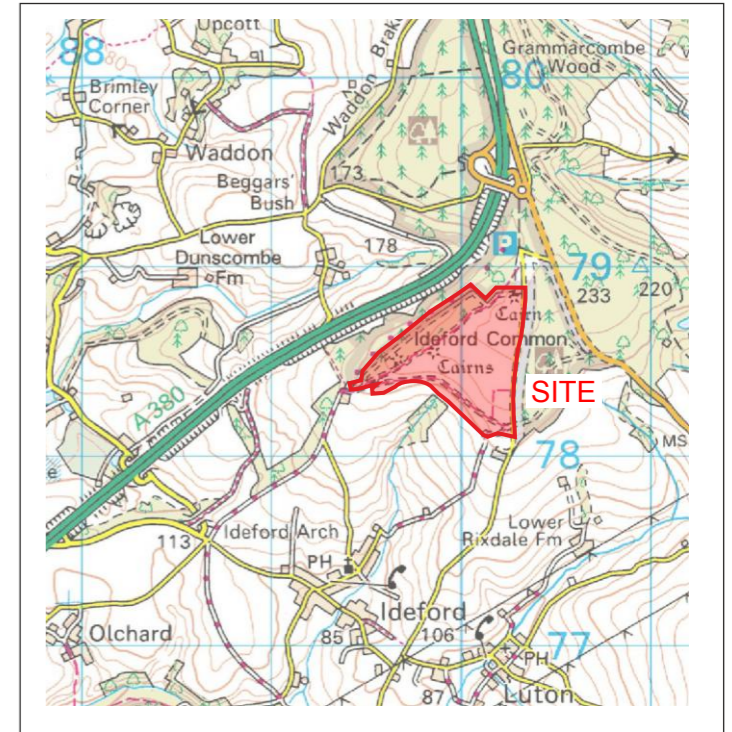 Upcott
88
Grammarcombe
Wood
80
Brimley
Corner
Waddon Brake
Waddon
173
Beggars'
Bush
P
Lower
Dunscombe
Fm
178
79
233
220
Cairn
Ideford Common
Cairns
SITE
A 380
MS
78
e
Lower
Rixdale Fm
113
Ideford Arch
PH
Ideford
Olchard
85
106
77
PH
87
Luton